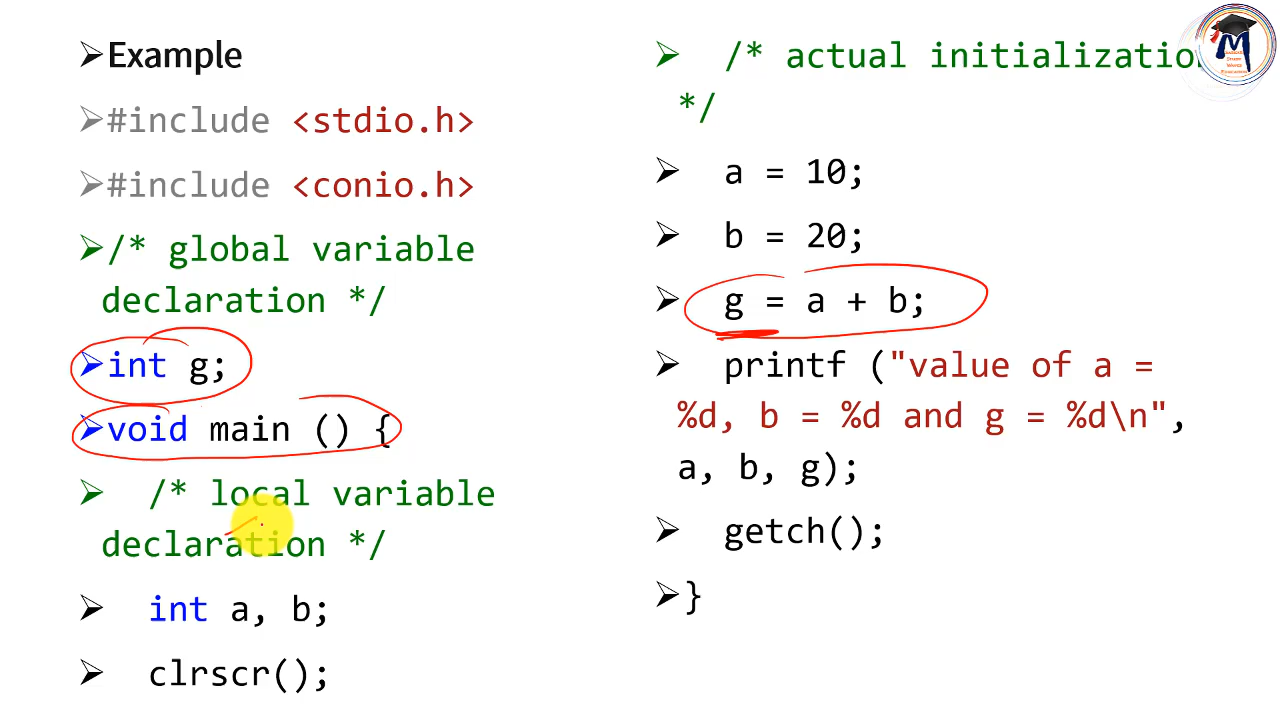 ➢Example
➢#include <stdio.h>
➢#include <conio.h>
➢/* global variable
declaration */
➢int g;
➢void main () {
➢ /* local variable
declaration */
➢ int a, b;
➢ clrscr();
➢ /* actual initialization
*/
➢ a = 10;
➢ b = 20;
➢ g = a + b;
➢ printf ("value of a =
%d, b = %d and g = %d\n",
a, b, g);
➢ getch();
➢}
M